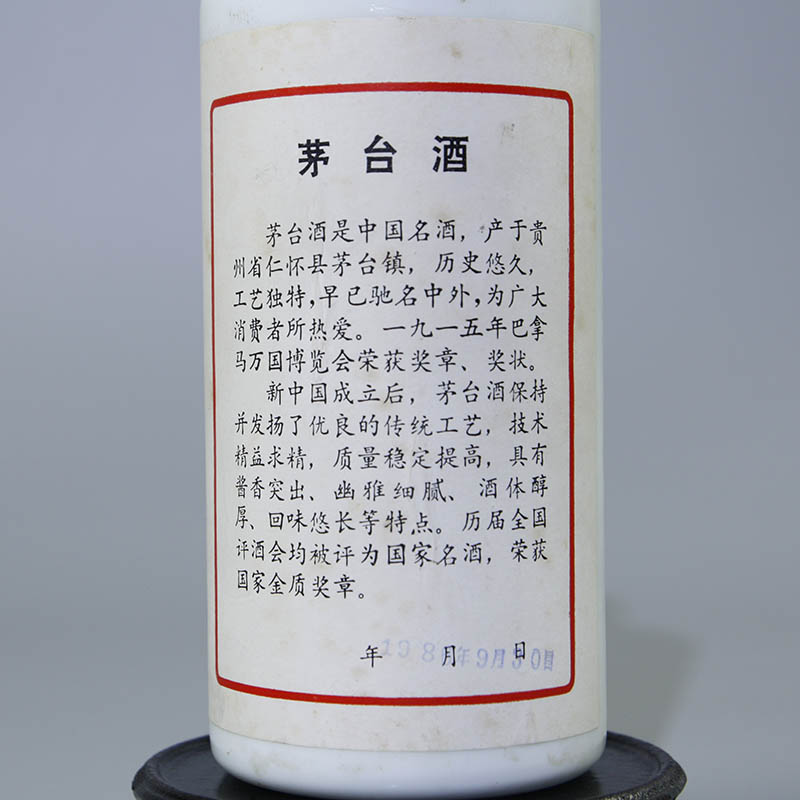 茅台酒
茅台酒是中国名酒，产于贵
州省仁怀县茅台镇，历史悠久，
工艺独特，早已驰名中外，为广大
消费者所热爱。一九一五年巴拿
马万国博览会荣获奖章、奖状。
新中国成立后，茅台酒保持
并发扬了优良的传统工艺，技术
精益求精，质量稳定提高，具有
酱香突出、幽雅细腻、酒体醇
厚、回味悠长等特点。历届全国
评酒会均被评为国家名酒，荣获
国家金质奖章。
年 月 日
年9月30日